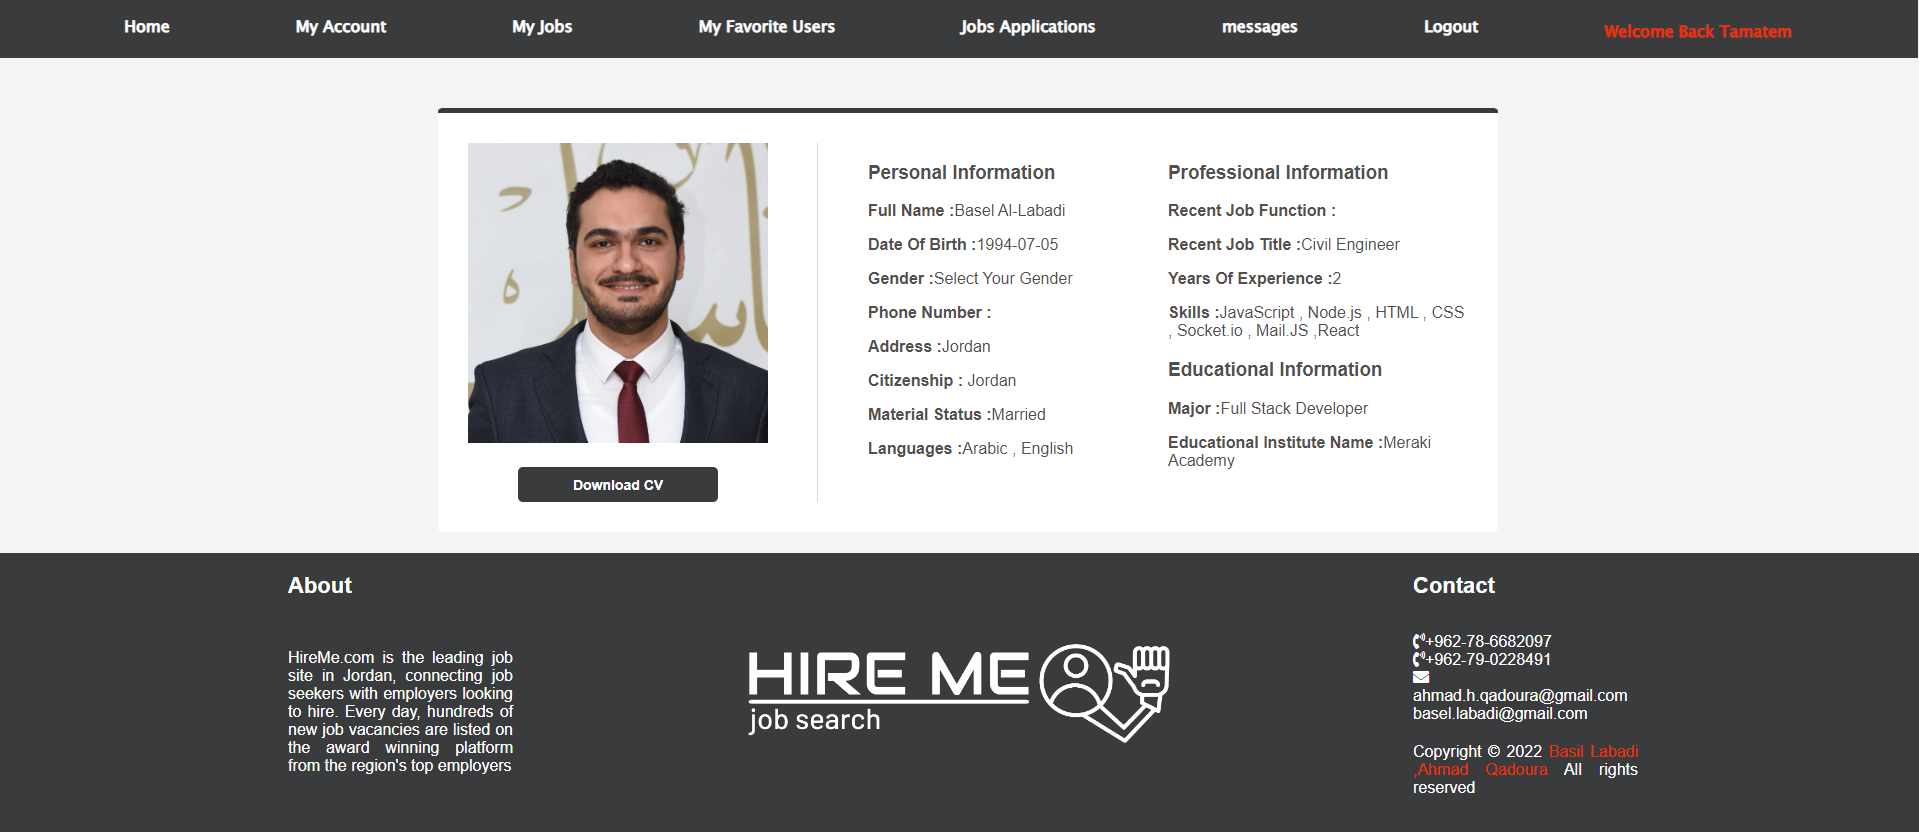 Home My Account My Jobs My Favorite Users Jobs Applications messages Logout Welcome Back Tamatem
Personal Information
Full Name :Basel Al-Labadi
Date Of Birth :1994-07-05
Gender :Select Your Gender
Phone Number :
Address :Jordan
Citizenship : Jordan
Material Status :Married
Languages :Arabic , English
Professional Information
Recent Job Function :
Recent Job Title :Civil Engineer
Years Of Experience :2
Skills :JavaScript , Node.js , HTML , CSS
, Socket.io , Mail.JS ,React
Educational Information
Major :Full Stack Developer
Educational Institute Name :Meraki
Academy
Download CV
About
HireMe.com is the leading job
site in Jordan, connecting job
seekers with employers looking
to hire. Every day, hundreds of
new job vacancies are listed on
the award winning platform
from the region's top employers
HIRE ME
job search
Contact
+962-78-6682097
+962-79-0228491
ahmad.h.qadoura@gmail.com
basel.labadi@gmail.com
Copyright © 2022 Basil Labadi
,Ahmad Qadoura All rights
reserved